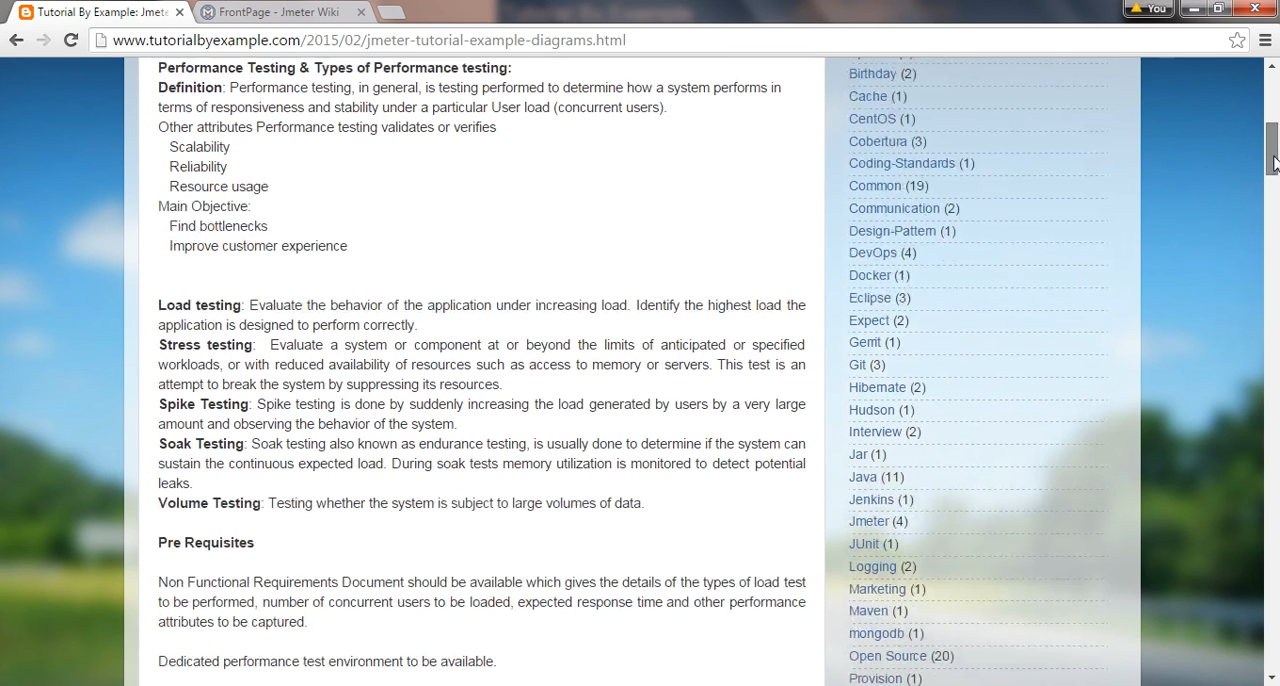 Tutorial By Example: Jmete
FrontPage - Jmeter Wiki
You
www.tutorialbyexample.com/2015/02/jmeter-tutorial-example-diagrams.html
Performance Testing & Types of Performance testing:
Definition: Performance testing, in general, is testing performed to determine how a system performs in
terms of responsiveness and stability under a particular User load (concurrent users).
Other attributes Performance testing validates or verifies
Scalability
Reliability
Resource usage
Main Objective:
Find bottlenecks
Improve customer experience
Load testing: Evaluate the behavior of the application under increasing load. Identify the highest load the
application is designed to perform correctly.
Stress testing: Evaluate a system or component at or beyond the limits of anticipated or specified
workloads, or with reduced availability of resources such as access to memory or servers. This test is an
attempt to break the system by suppressing its resources.
Spike Testing: Spike testing is done by suddenly increasing the load generated by users by a very large
amount and observing the behavior of the system.
Soak Testing: Soak testing also known as endurance testing, is usually done to determine if the system can
sustain the continuous expected load. During soak tests memory utilization is monitored to detect potential
leaks.
Volume Testing: Testing whether the system is subject to large volumes of data.
Pre Requisites
Non Functional Requirements Document should be available which gives the details of the types of load test
to be performed, number of concurrent users to be loaded, expected response time and other performance
attributes to be captured.
Dedicated performance test environment to be available.
Birthday (2)
Cache (1)
CentOS (1)
Cobertura (3)
Coding-Standards (1)
Common (19)
Communication (2)
Design-Pattern (1)
DevOps (4)
Docker (1)
Eclipse (3)
Expect (2)
Gerrit (1)
Git (3)
Hibernate (2)
Hudson (1)
Interview (2)
Jar (1)
Java (11)
Jenkins (1)
Jmeter (4)
JUnit (1)
Logging (2)
Marketing (1)
Maven (1)
mongodb (1)
Open Source (20)
Provision (1)